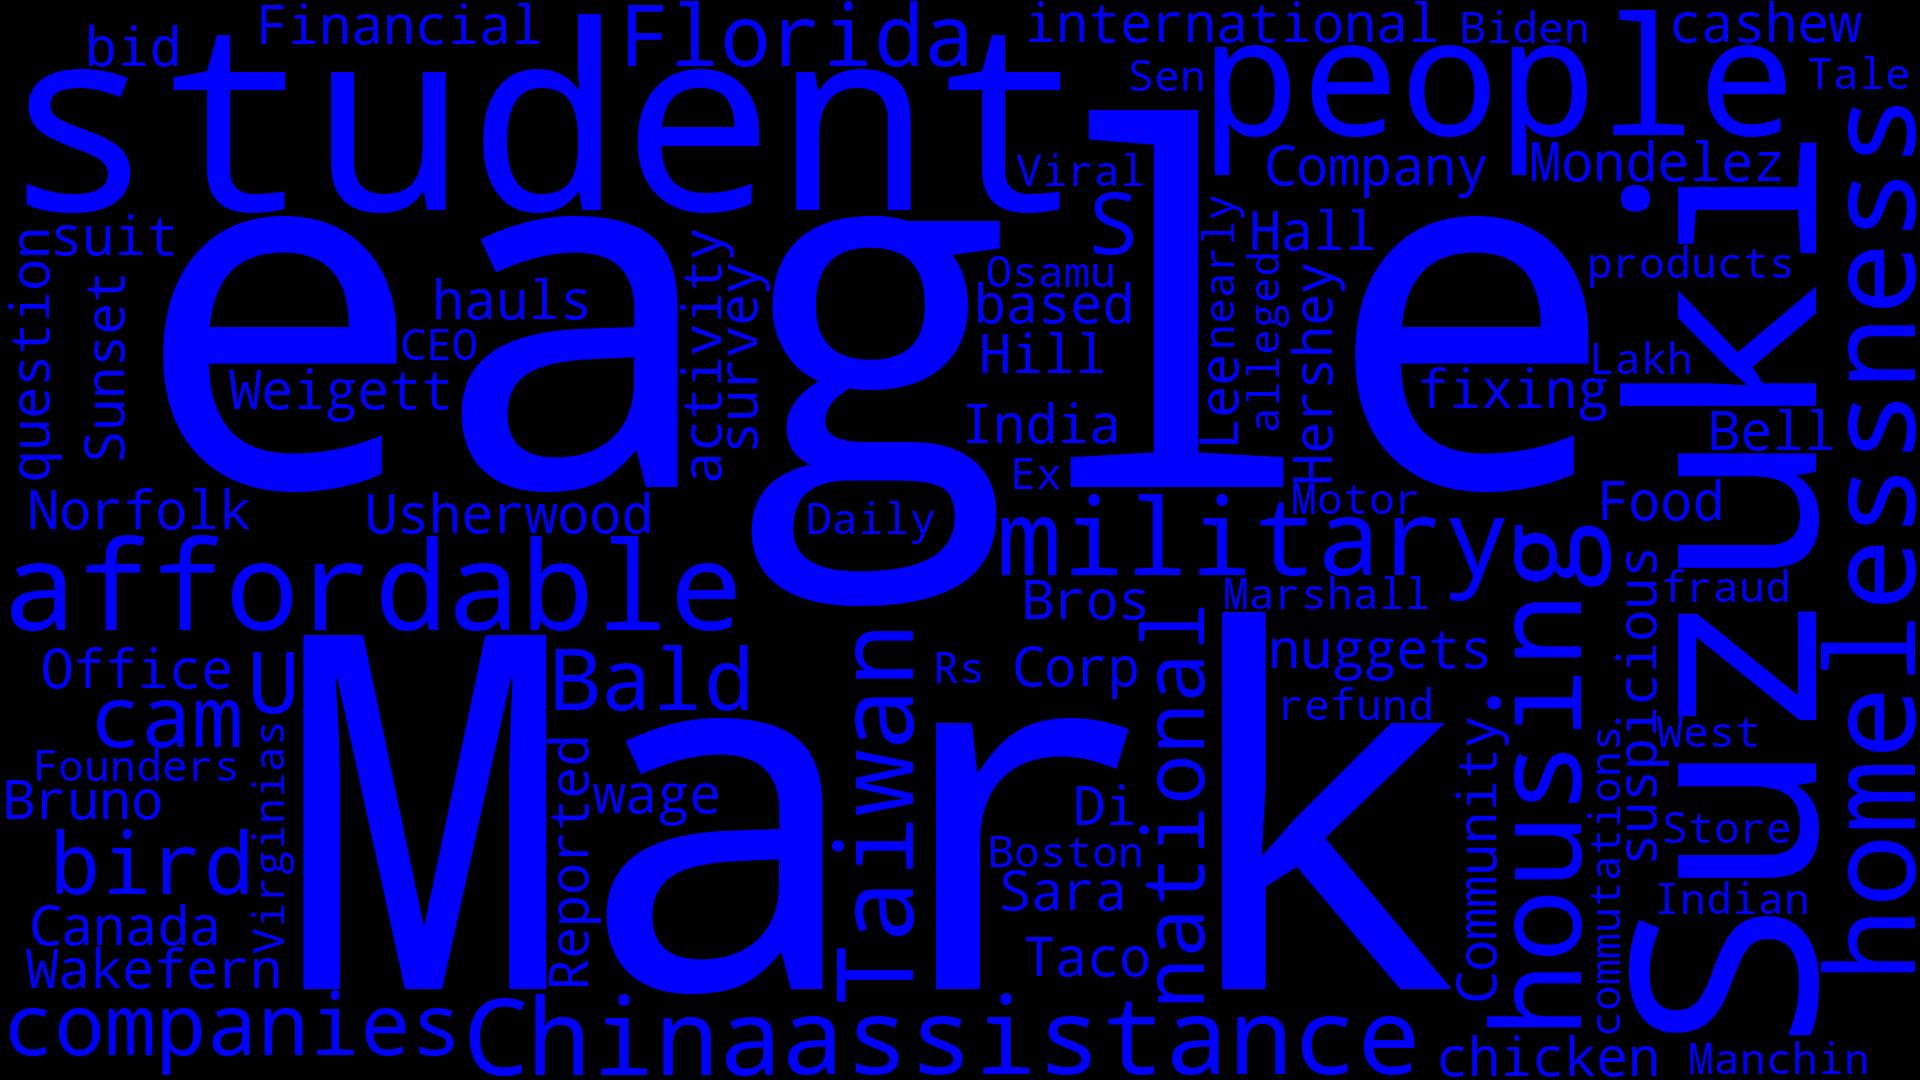 bid
Financial
Florida
international
Biden
cashew
student
people
Sen
Tale
Viral
Company
Mondelez
S
suit
question
Sunset
eagle
hauls
CEO
Weigett
activity
survey
Osamu
based
Hill
India
Ex
nearly
Lee
Hall
alleged
Hershey
products
Lakh
fixing
Bell
Suzuki
homelessness
Norfolk
Usherwood
Daily
military
Motor
Food
affordable
Bros
Marshall
housing
suspicious
fraud
Office
U
cam
Bald
Taiwan
Rs
Corp
national
nuggets
refund
West
Founders
Bruno
Virginias
Mark
Reported
wage
Di
Boston
Sara
Taco
Community
commutations
Store
Indian
bird
Canada
Wakefern
companies
China
assistance
chicken
Manchin